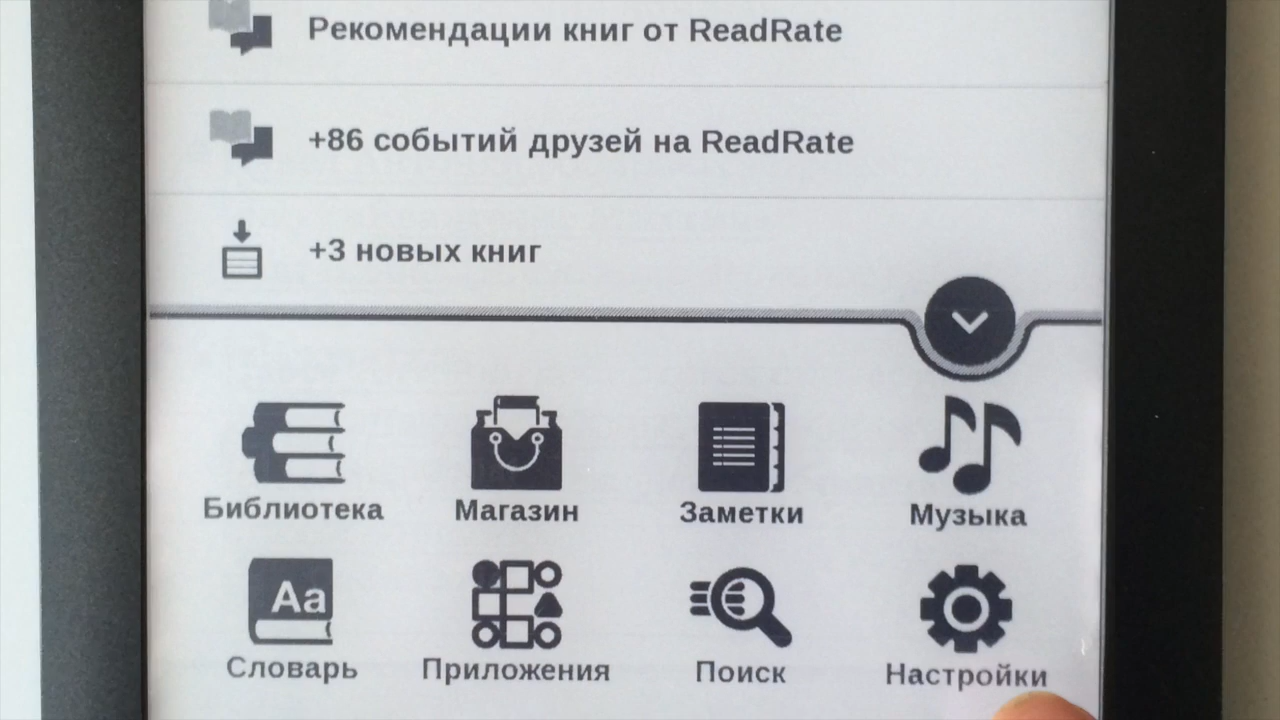 Рекомендации книг от ReadRate
+86 событий друзей на ReadRate
+3 новых книг
Библиотека
Магазин
Заметки
Музыка
Aa
Словарь
Приложения
Поиск
Настройки